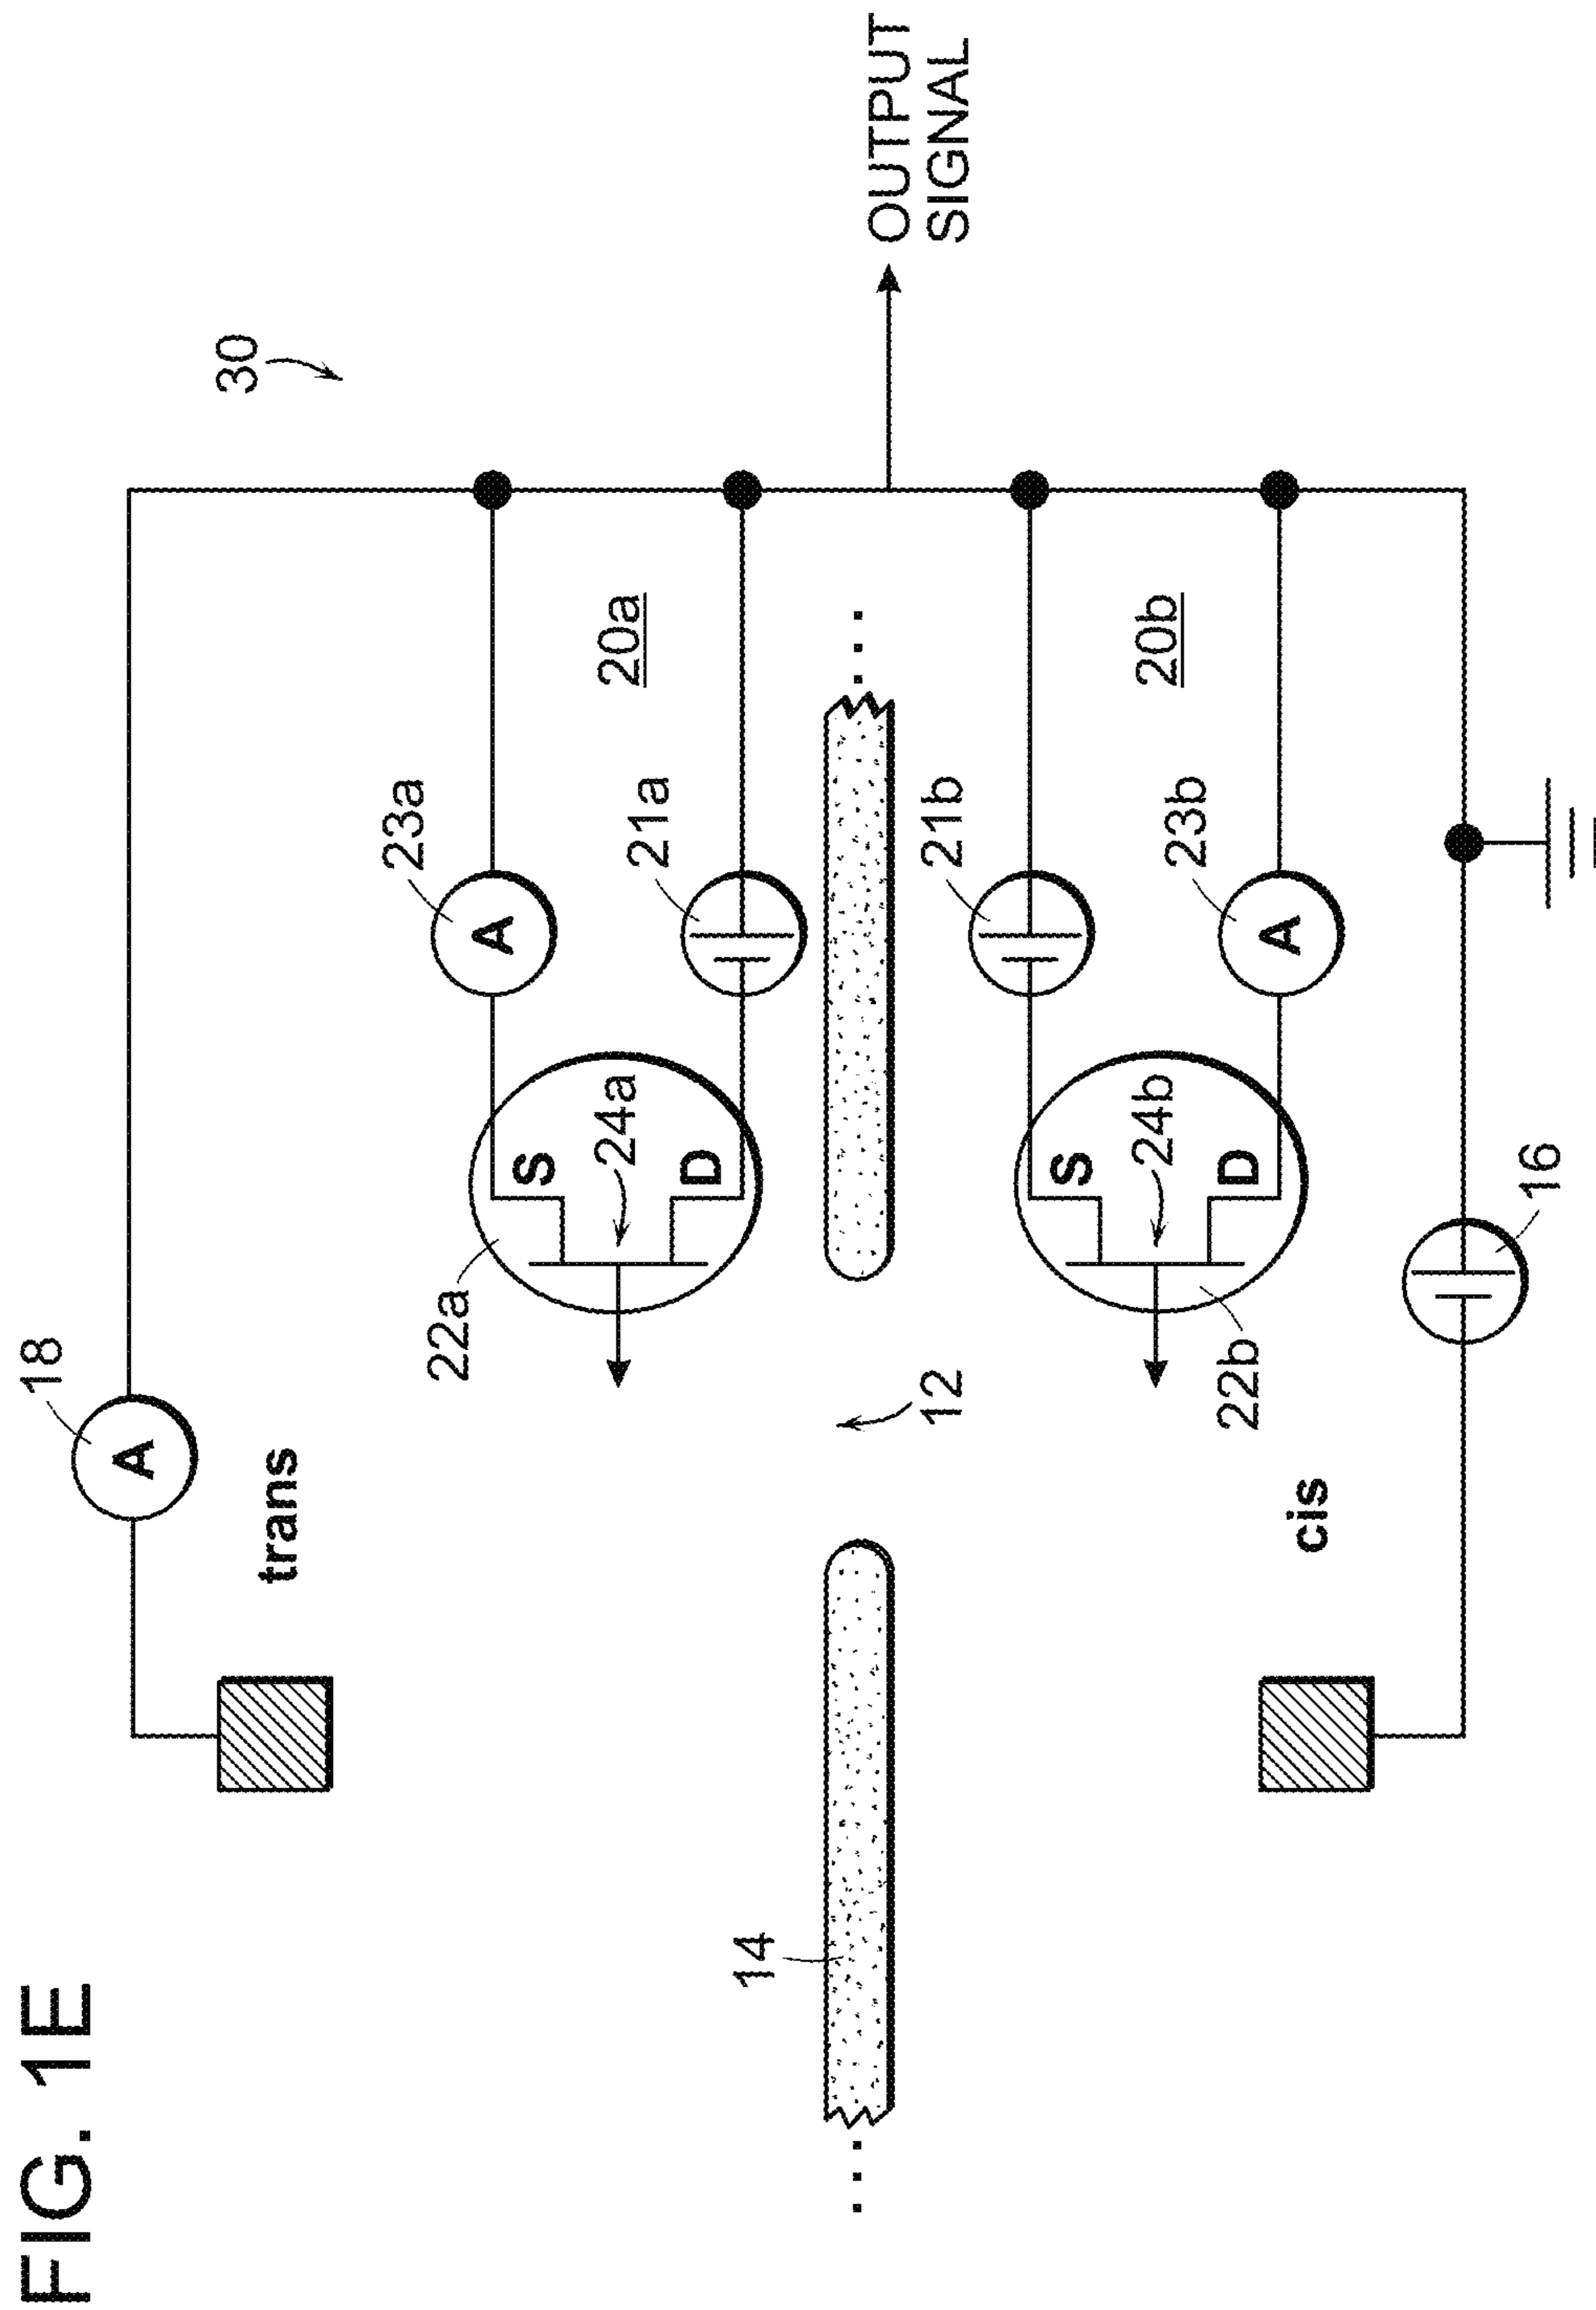 FIG. 1E
18
A
trans
30
23a
A
22a
S
24a
D
20a
21a
14
12
OUTPUT
SIGNAL
21b
S
24b
D
20b
22b
23b
A
cis
16